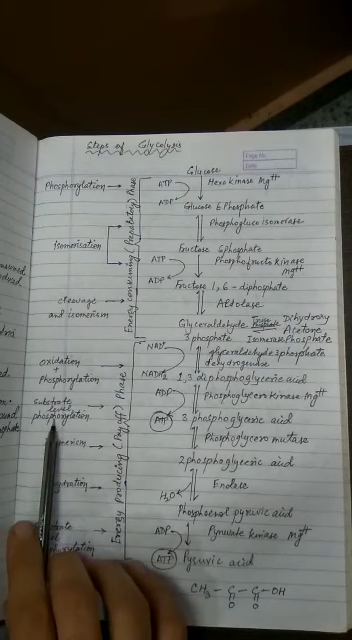 Steps of Glycolysis
Page No.
Date
Glucose
Phosphorylation
ATP
Hexokinase Mg++
ADP
Glucose 6 Phosphate
Isomerisation
Phosphogluco isomerase
Fructose 6 Phosphate
ATP
Phosphofructo kinase
Mg++
ADP
Fructose 1,6 - diphosphate
cleavage
and isomerism
Aldolase
Energy consuming (Preparatory) Phase
Glyceraldehyde
3 phosphate
Dihydroxy
Acetone
Phosphate
Isomerase
oxidation
+
Phosphorylation
NAD+
glyceraldehyde 3 phosphate
dehydrogenase
NADH2
1,3 diphosphoglyceric acid
Substrate
level
phosphorylation
ADP
Phosphoglycerokinase Mg++
ATP
3 phosphoglyceric acid
Phosphoglycero mutase
2 phosphoglyceric acid
Enolase
H2O
Phosphoenol pyruvic acid
ADP
Pyruvate kinase Mg++
ATP
Pyruvic acid
Energy Producing (Pay off) Phase
CH3 - C - C - OH
O O